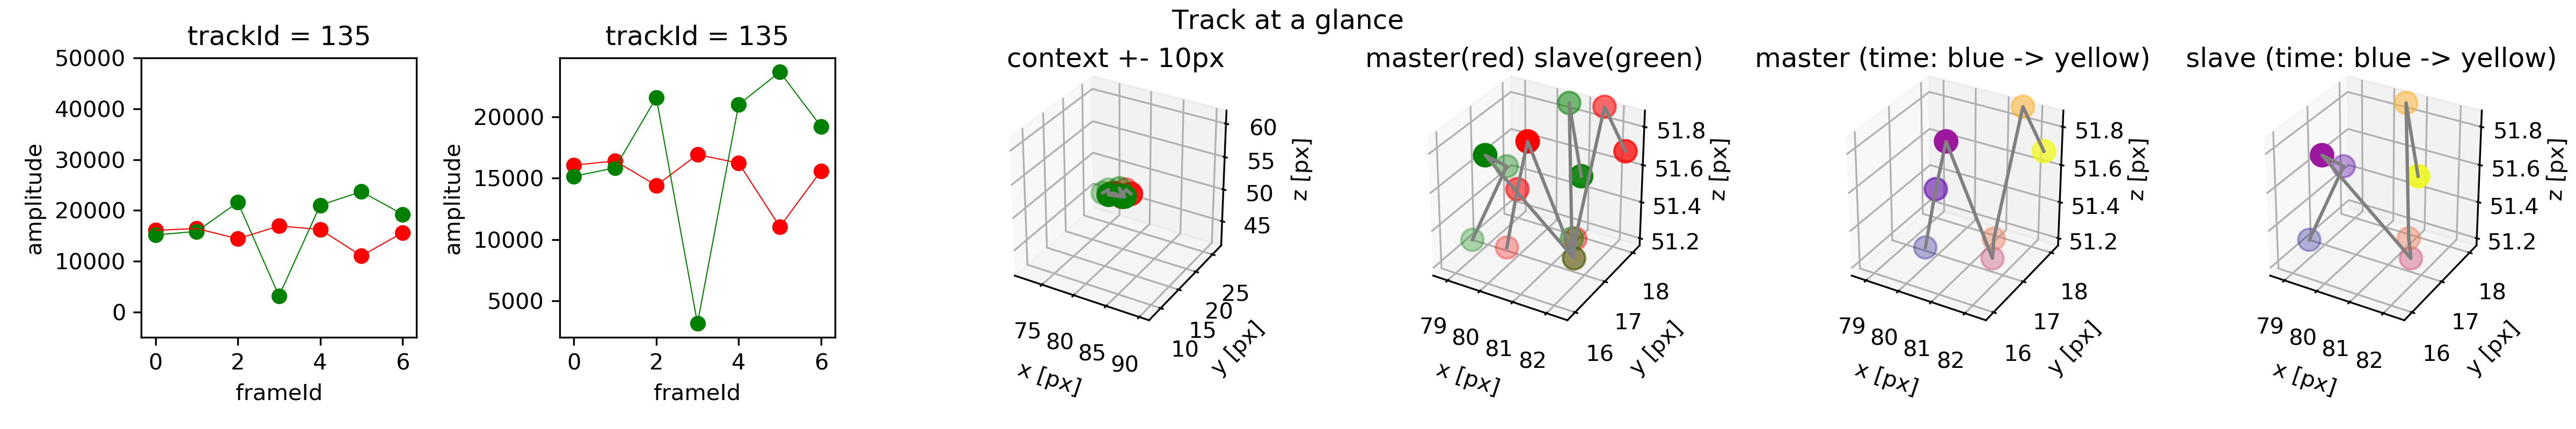 Track at a glance
trackId = 135
50000
40000
30000
20000
10000
0
amplitude
0 2 4 6
frameId
trackId = 135
20000
15000
10000
5000
amplitude
0 2 4 6
frameId
context +- 10px
60
55
50
45
z [px]
75 80 85 90
x [px]
10 15 20 25
y [px]
master(red) slave(green)
51.8
51.6
51.4
51.2
z [px]
79 80 81 82
x [px]
16 17 18
y [px]
master (time: blue -> yellow)
51.8
51.6
51.4
51.2
z [px]
79 80 81 82
x [px]
16 17 18
y [px]
slave (time: blue -> yellow)
51.8
51.6
51.4
51.2
z [px]
79 80 81 82
x [px]
16 17 18
y [px]